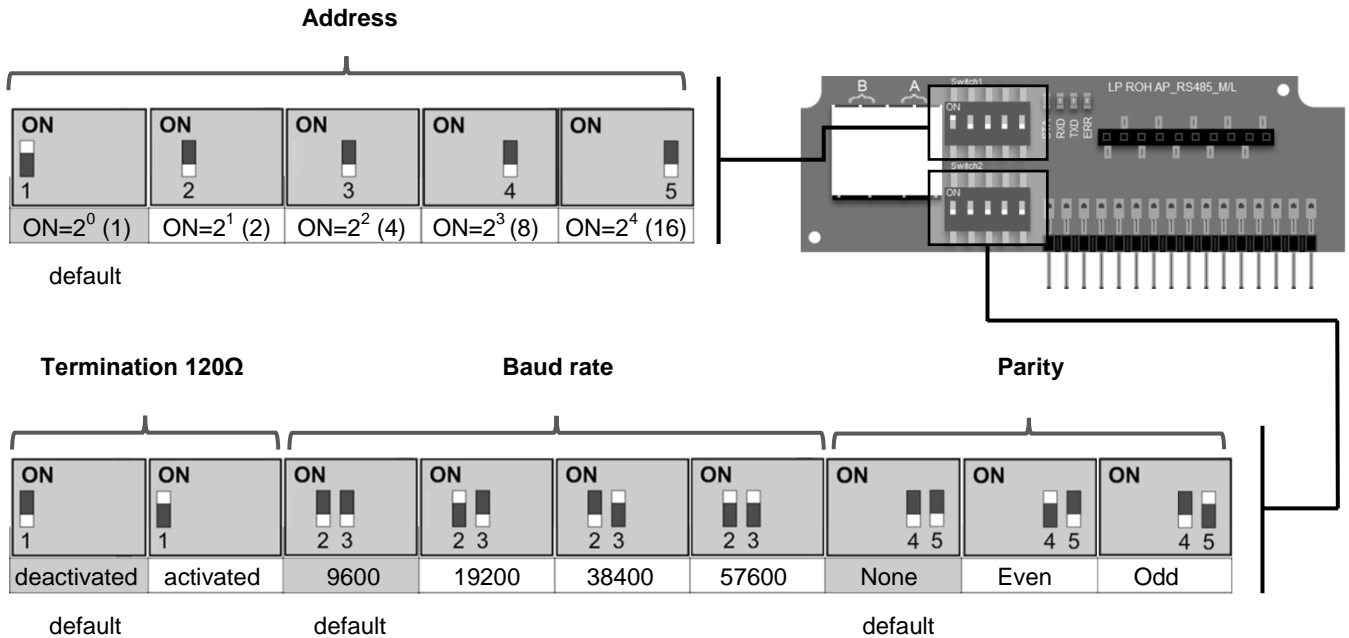 Address
ON ON ON ON ON
1 2 3 4 5
ON=2⁰ (1) ON=2¹ (2) ON=2² (4) ON=2³ (8) ON=2⁴ (16)
default
B A
Switch1
LP ROH AP_RS485_M/L
ON
STA RXD TXD ERR
Switch2
ON
Termination 120Ω Baud rate Parity
ON ON ON ON ON ON ON ON ON
1 1 2 3 2 3 2 3 2 3 4 5 4 5 4 5
deactivated activated 9600 19200 38400 57600 None Even Odd
default default default